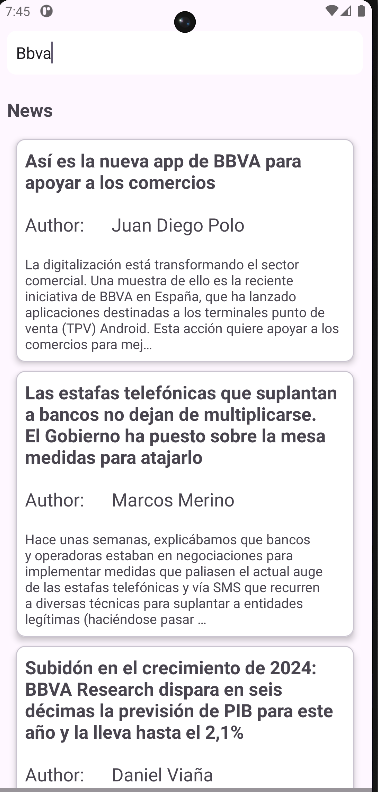 7:45
Bbva
News
Así es la nueva app de BBVA para
apoyar a los comercios
Author: Juan Diego Polo
La digitalización está transformando el sector
comercial. Una muestra de ello es la reciente
iniciativa de BBVA en España, que ha lanzado
aplicaciones destinadas a los terminales punto de
venta (TPV) Android. Esta acción quiere apoyar a los
comercios para mej…
Las estafas telefónicas que suplantan
a bancos no dejan de multiplicarse.
El Gobierno ha puesto sobre la mesa
medidas para atajarlo
Author: Marcos Merino
Hace unas semanas, explicábamos que bancos
y operadoras estaban en negociaciones para
implementar medidas que paliasen el actual auge
de las estafas telefónicas y vía SMS que recurren
a diversas técnicas para suplantar a entidades
legítimas (haciéndose pasar …
Subidón en el crecimiento de 2024:
BBVA Research dispara en seis
décimas la previsión de PIB para este
año y la lleva hasta el 2,1%
Author: Daniel Viaña